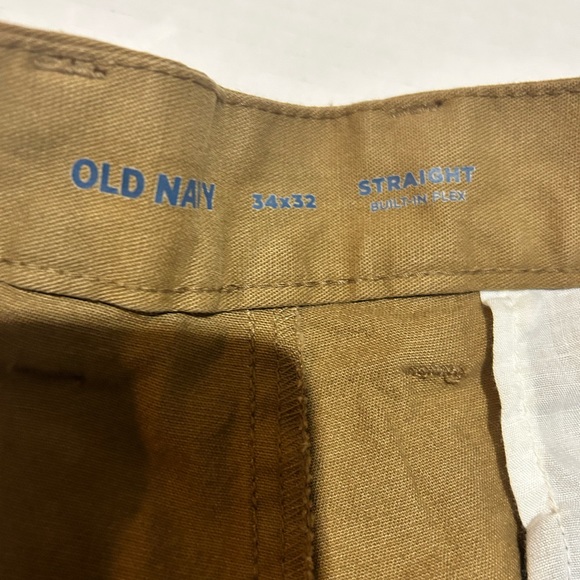 OLD NAVY 34x32 STRAIGHT
BUILT-IN FLEX